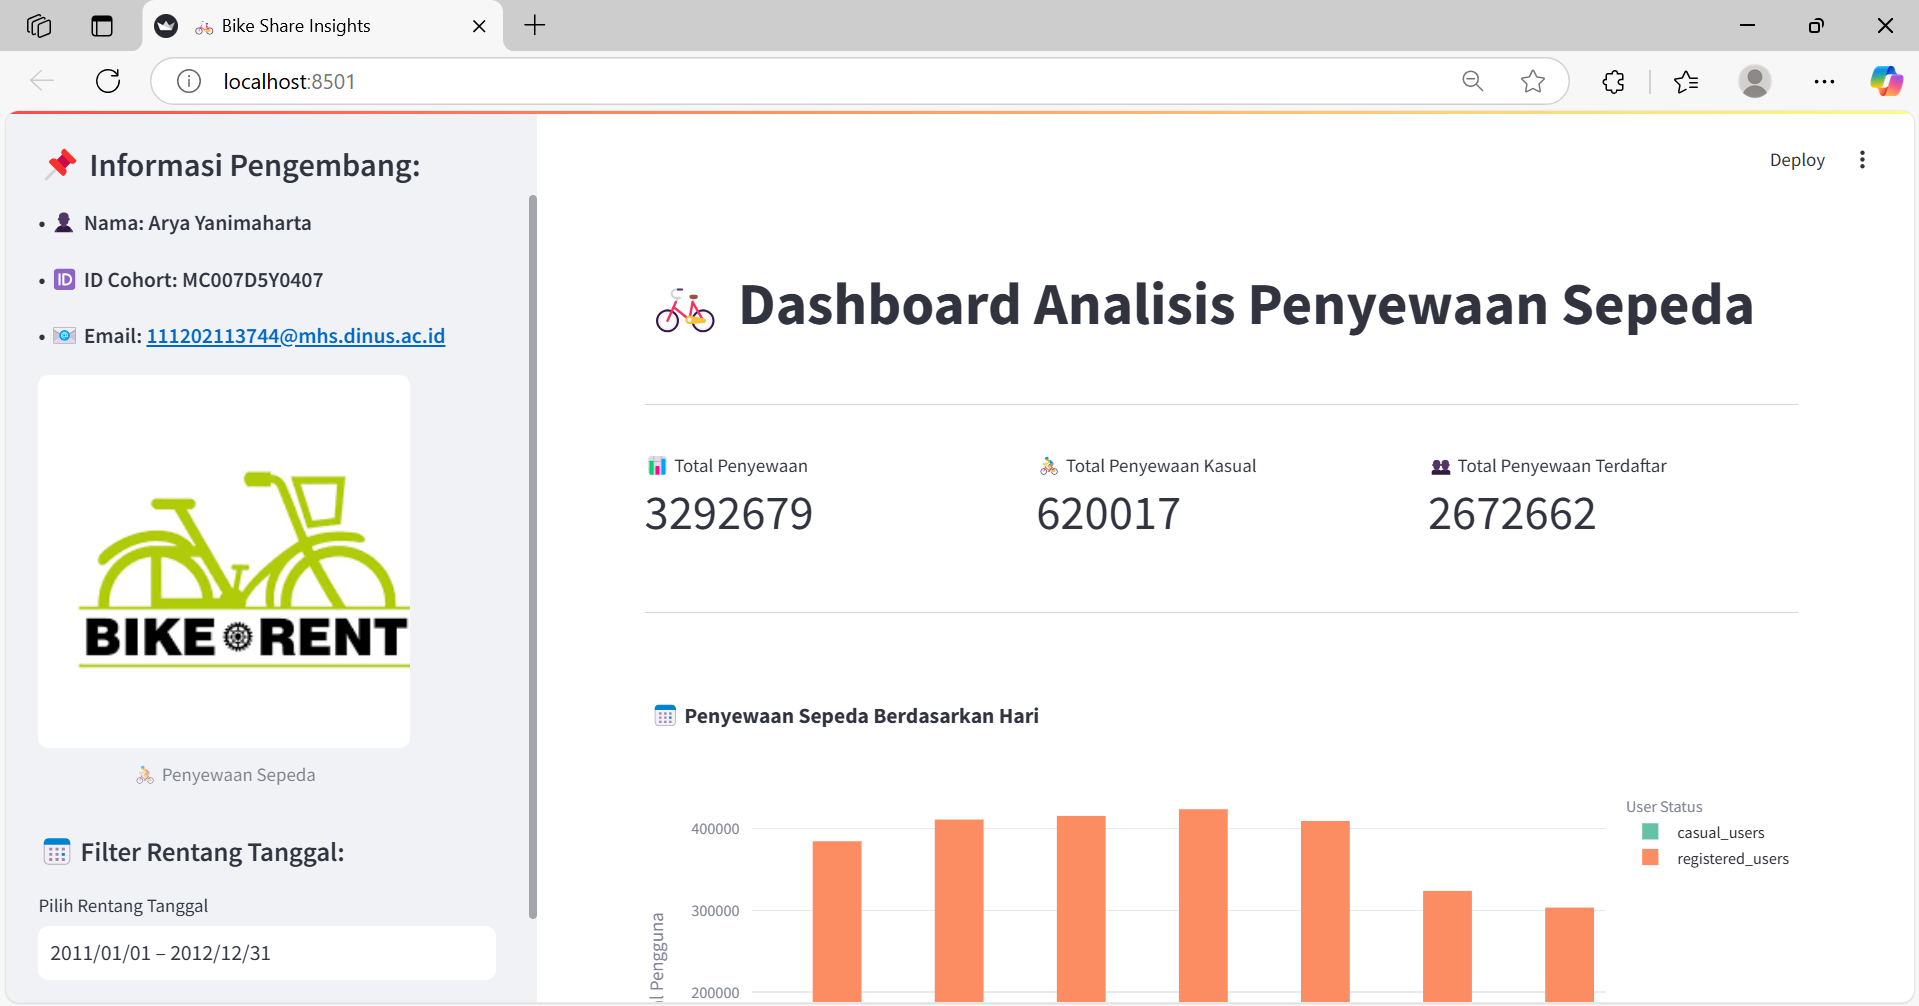 Bike Share Insights
localhost:8501
Informasi Pengembang:
• Nama: Arya Yanimaharta
• ID ID Cohort: MC007D5Y0407
• Email: 111202113744@mhs.dinus.ac.id
BIKE RENT
Penyewaan Sepeda
Filter Rentang Tanggal:
Pilih Rentang Tanggal
2011/01/01 – 2012/12/31
Deploy
Dashboard Analisis Penyewaan Sepeda
Total Penyewaan
3292679
Total Penyewaan Kasual
620017
Total Penyewaan Terdaftar
2672662
Penyewaan Sepeda Berdasarkan Hari
400000
300000
200000
Pengguna
User Status
casual_users
registered_users